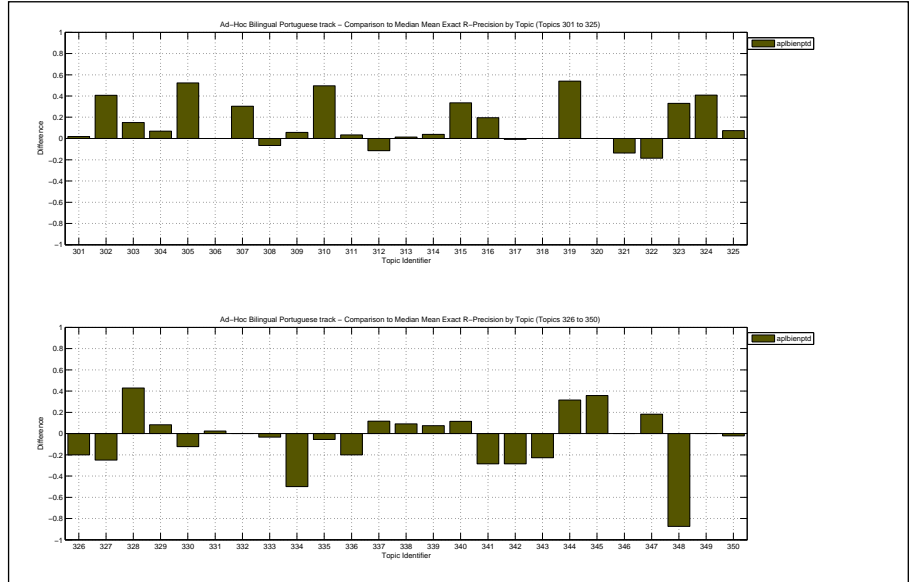 Ad−Hoc Bilingual Portuguese track − Comparison to Median Mean Exact R−Precision by Topic (Topics 301 to 325)
aplbienptd
1
0.8
0.6
0.4
0.2
0
−0.2
−0.4
−0.6
−0.8
−1
Difference
301 302 303 304 305 306 307 308 309 310 311 312 313 314 315 316 317 318 319 320 321 322 323 324 325
Topic Identifier
Ad−Hoc Bilingual Portuguese track − Comparison to Median Mean Exact R−Precision by Topic (Topics 326 to 350)
aplbienptd
1
0.8
0.6
0.4
0.2
0
−0.2
−0.4
−0.6
−0.8
−1
Difference
326 327 328 329 330 331 332 333 334 335 336 337 338 339 340 341 342 343 344 345 346 347 348 349 350
Topic Identifier